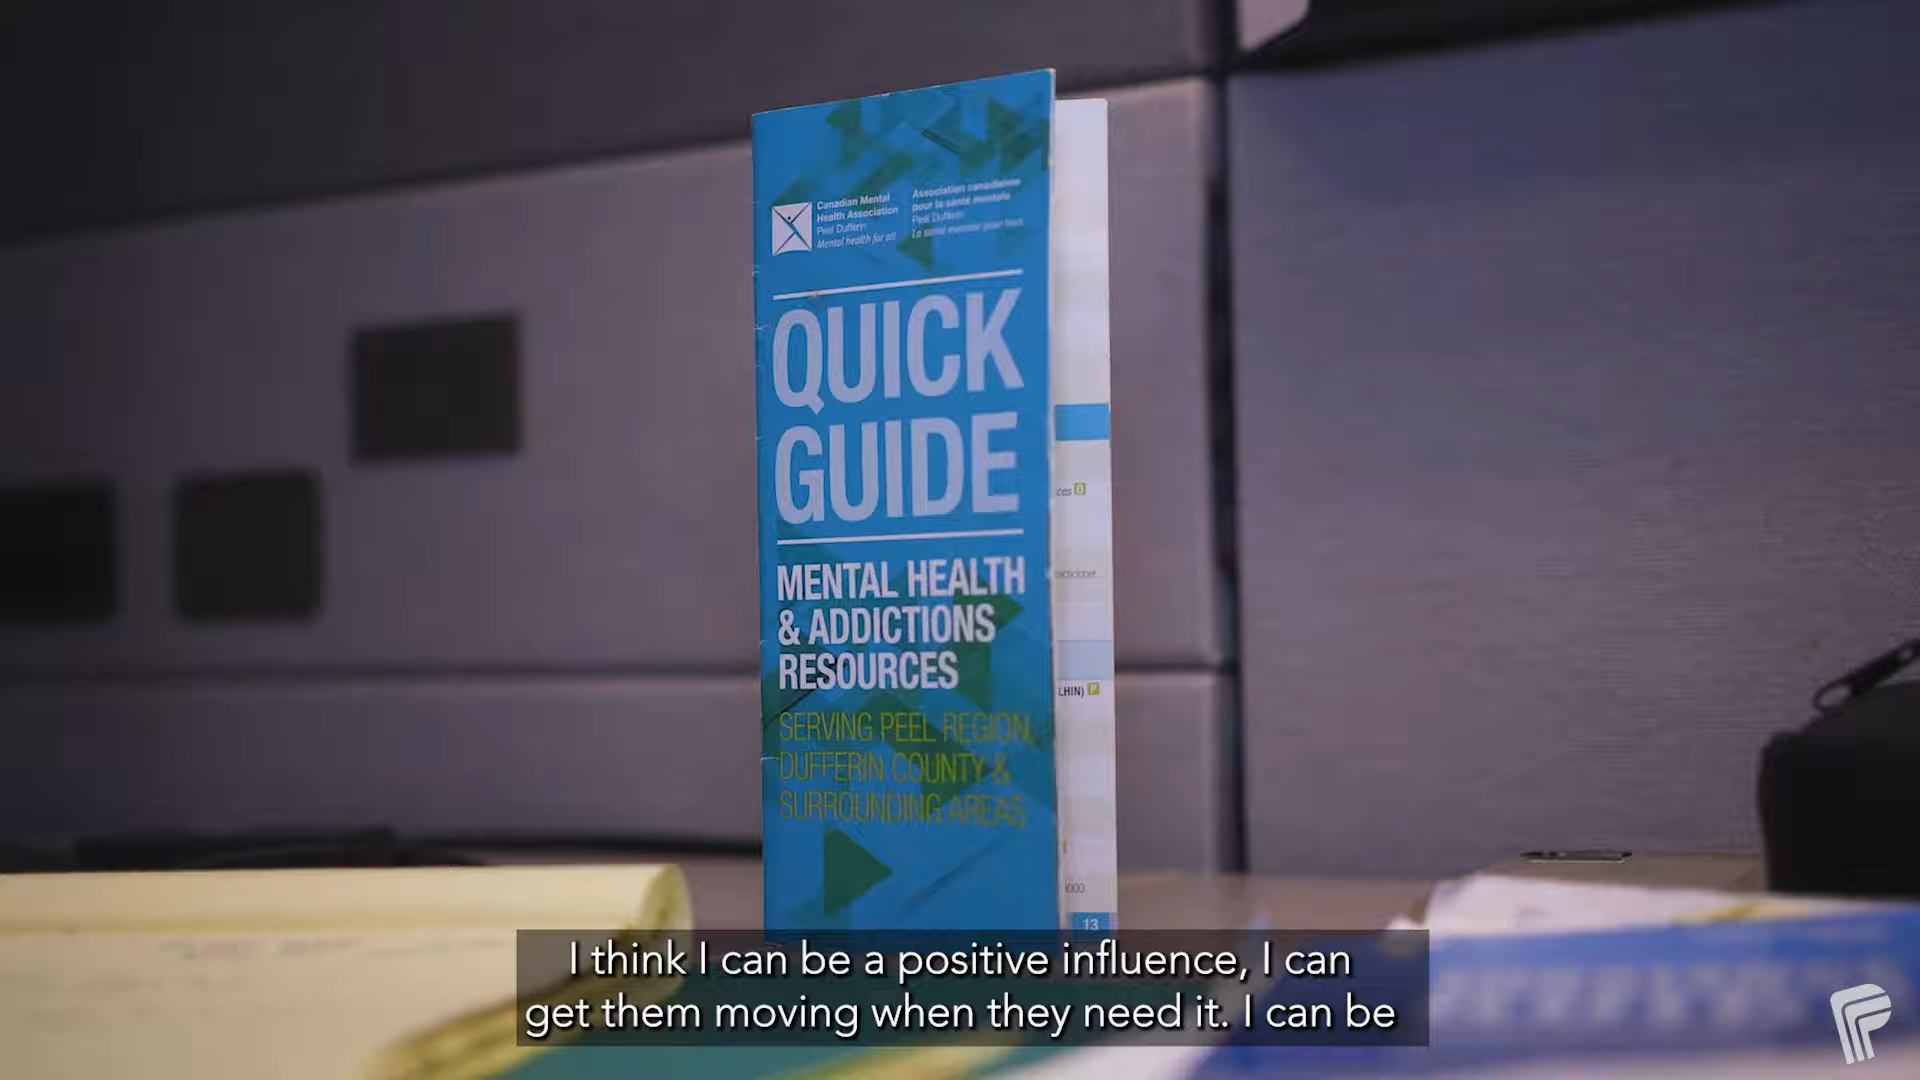 Canadian Mental
Health Association
Peel Dufferin
Mental health for all
Association canadienne
pour la santé mentale
Peel Dufferin
La santé mentale pour tous
QUICK
GUIDE
MENTAL HEALTH
& ADDICTIONS
RESOURCES
SERVING PEEL REGION,
DUFFERIN COUNTY &
SURROUNDING AREAS
LHIN) P
13
I think I can be a positive influence, I can
get them moving when they need it. I can be